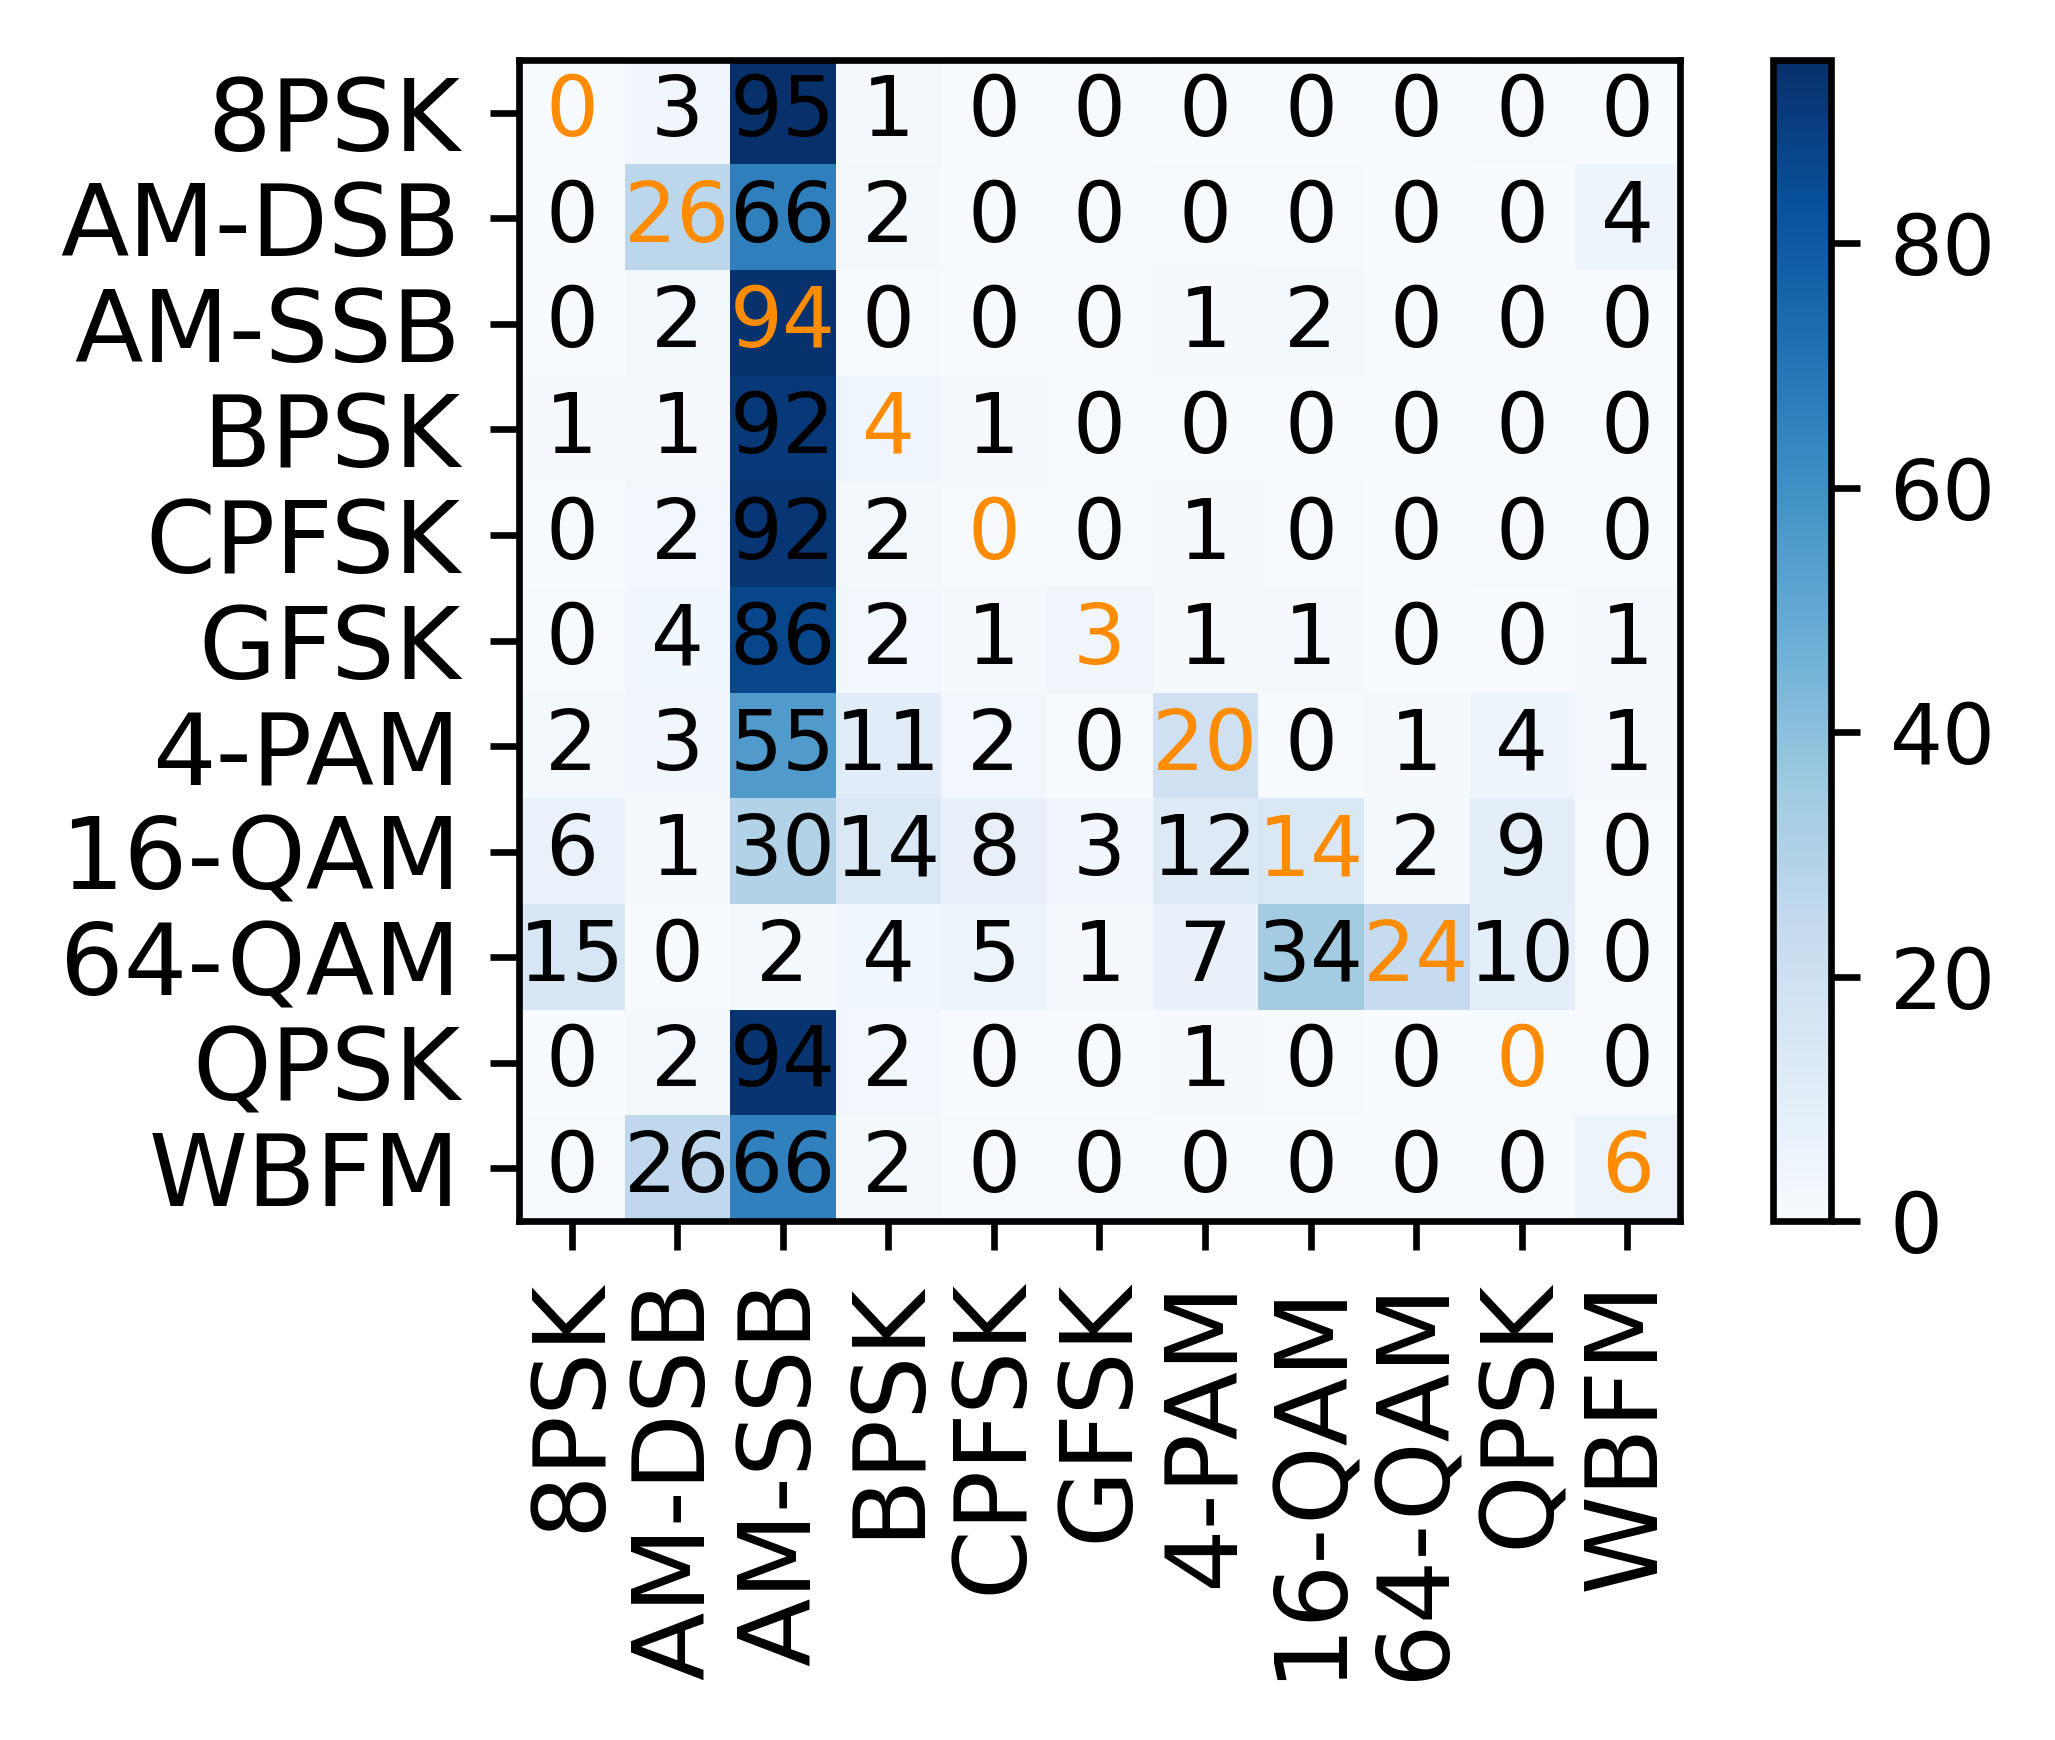 8PSK 0 3 95 1 0 0 0 0 0 0 0
AM-DSB 0 26 66 2 0 0 0 0 0 0 4
80
AM-SSB 0 2 94 0 0 0 1 2 0 0 0
BPSK 1 1 92 4 1 0 0 0 0 0 0
60
CPFSK 0 2 92 2 0 0 1 0 0 0 0
GFSK 0 4 86 2 1 3 1 1 0 0 1
4-PAM 2 3 55 11 2 0 20 0 1 4 1
40
16-QAM 6 1 30 14 8 3 12 14 2 9 0
64-QAM 15 0 2 4 5 1 7 34 24 10 0
20
QPSK 0 2 94 2 0 0 1 0 0 0 0
WBFM 0 26 66 2 0 0 0 0 0 0 6
0
8PSK
AM-DSB
AM-SSB
BPSK
CPFSK
GFSK
4-PAM
16-QAM
64-QAM
QPSK
WBFM